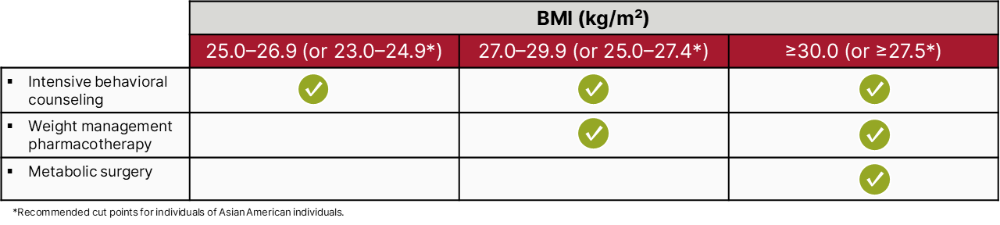 BMI (kg/m²)
25.0–26.9 (or 23.0–24.9*)
27.0–29.9 (or 25.0–27.4*)
≥30.0 (or ≥27.5*)
▪ Intensive behavioral
counseling
▪ Weight management
pharmacotherapy
▪ Metabolic surgery
*Recommended cut points for individuals of Asian American individuals.